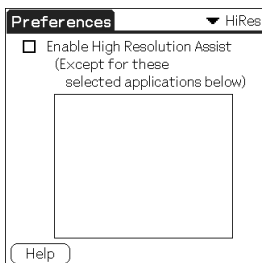 Preferences
HiRes
Enable High Resolution Assist
(Except for these
selected applications below)
Help